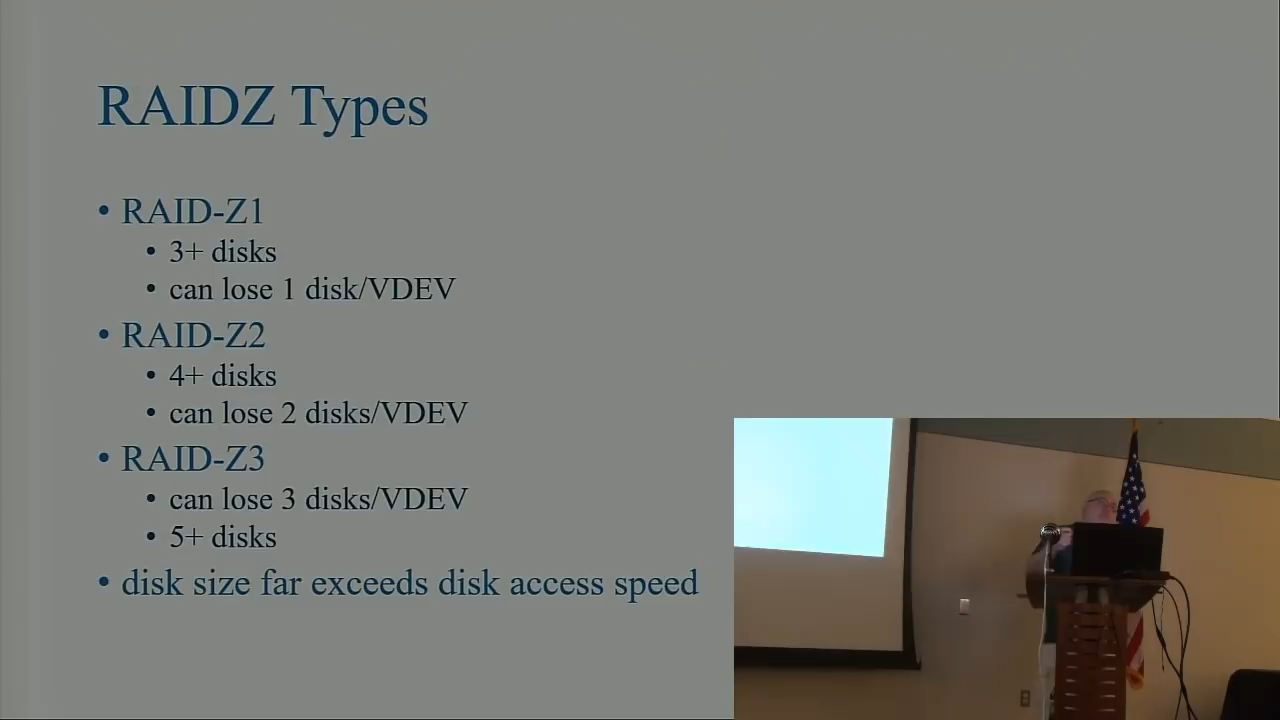 RAIDZ Types
• RAID-Z1
• 3+ disks
• can lose 1 disk/VDEV
• RAID-Z2
• 4+ disks
• can lose 2 disks/VDEV
• RAID-Z3
• can lose 3 disks/VDEV
• 5+ disks
• disk size far exceeds disk access speed